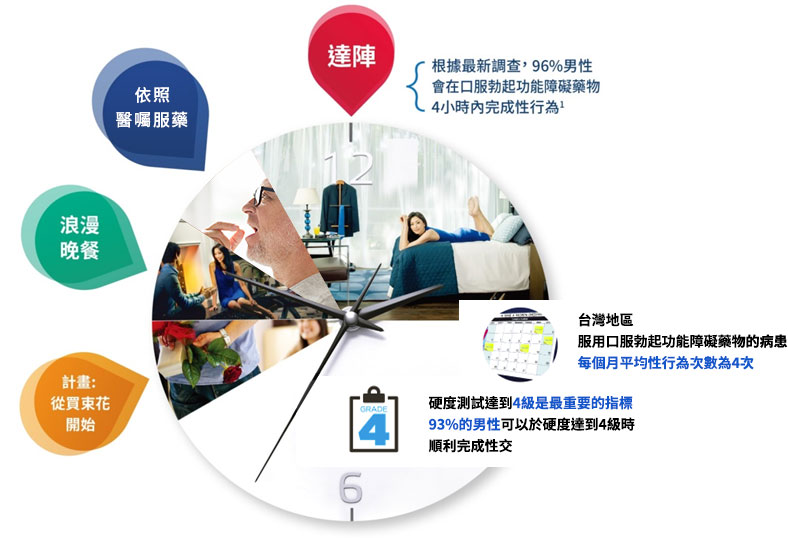 達陣
根據最新調查，96%男性
會在口服勃起功能障礙藥物
4小時內完成性行為¹
依照
醫囑服藥
12
浪漫
晚餐
台灣地區
服用口服勃起功能障礙藥物的病患
每個月平均性行為次數為4次
計畫:
從買束花
開始
GRADE
4
硬度測試達到4級是最重要的指標
93%的男性可以於硬度達到4級時
順利完成性交
6